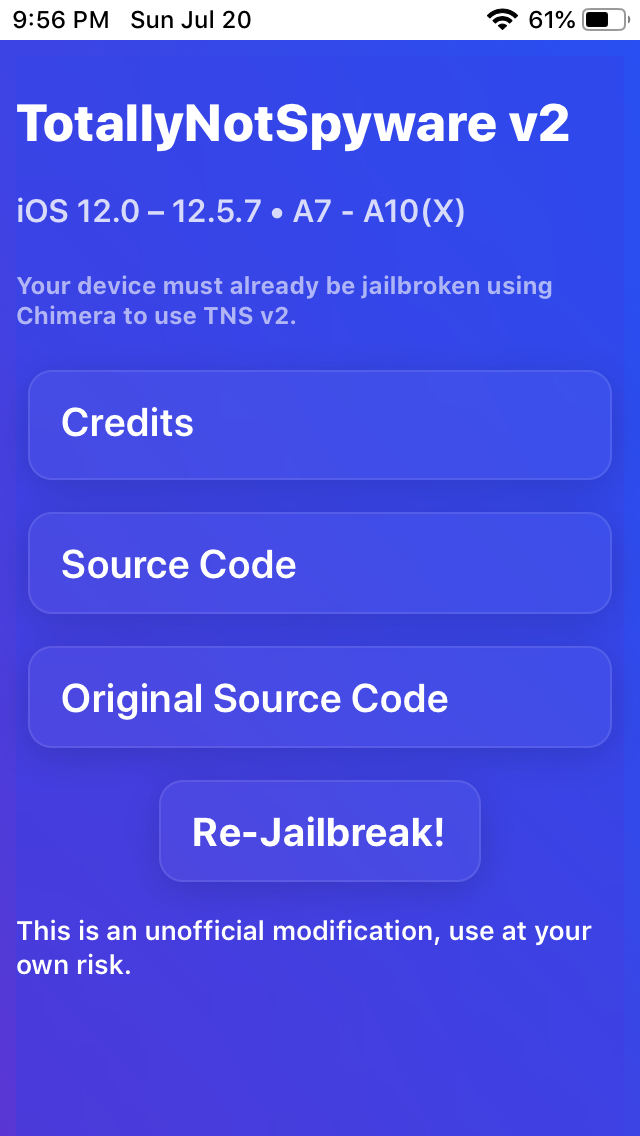 9:56 PM Sun Jul 20 61%
TotallyNotSpyware v2
iOS 12.0 – 12.5.7 • A7 - A10(X)
Your device must already be jailbroken using
Chimera to use TNS v2.
Credits
Source Code
Original Source Code
Re-Jailbreak!
This is an unofficial modification, use at your
own risk.